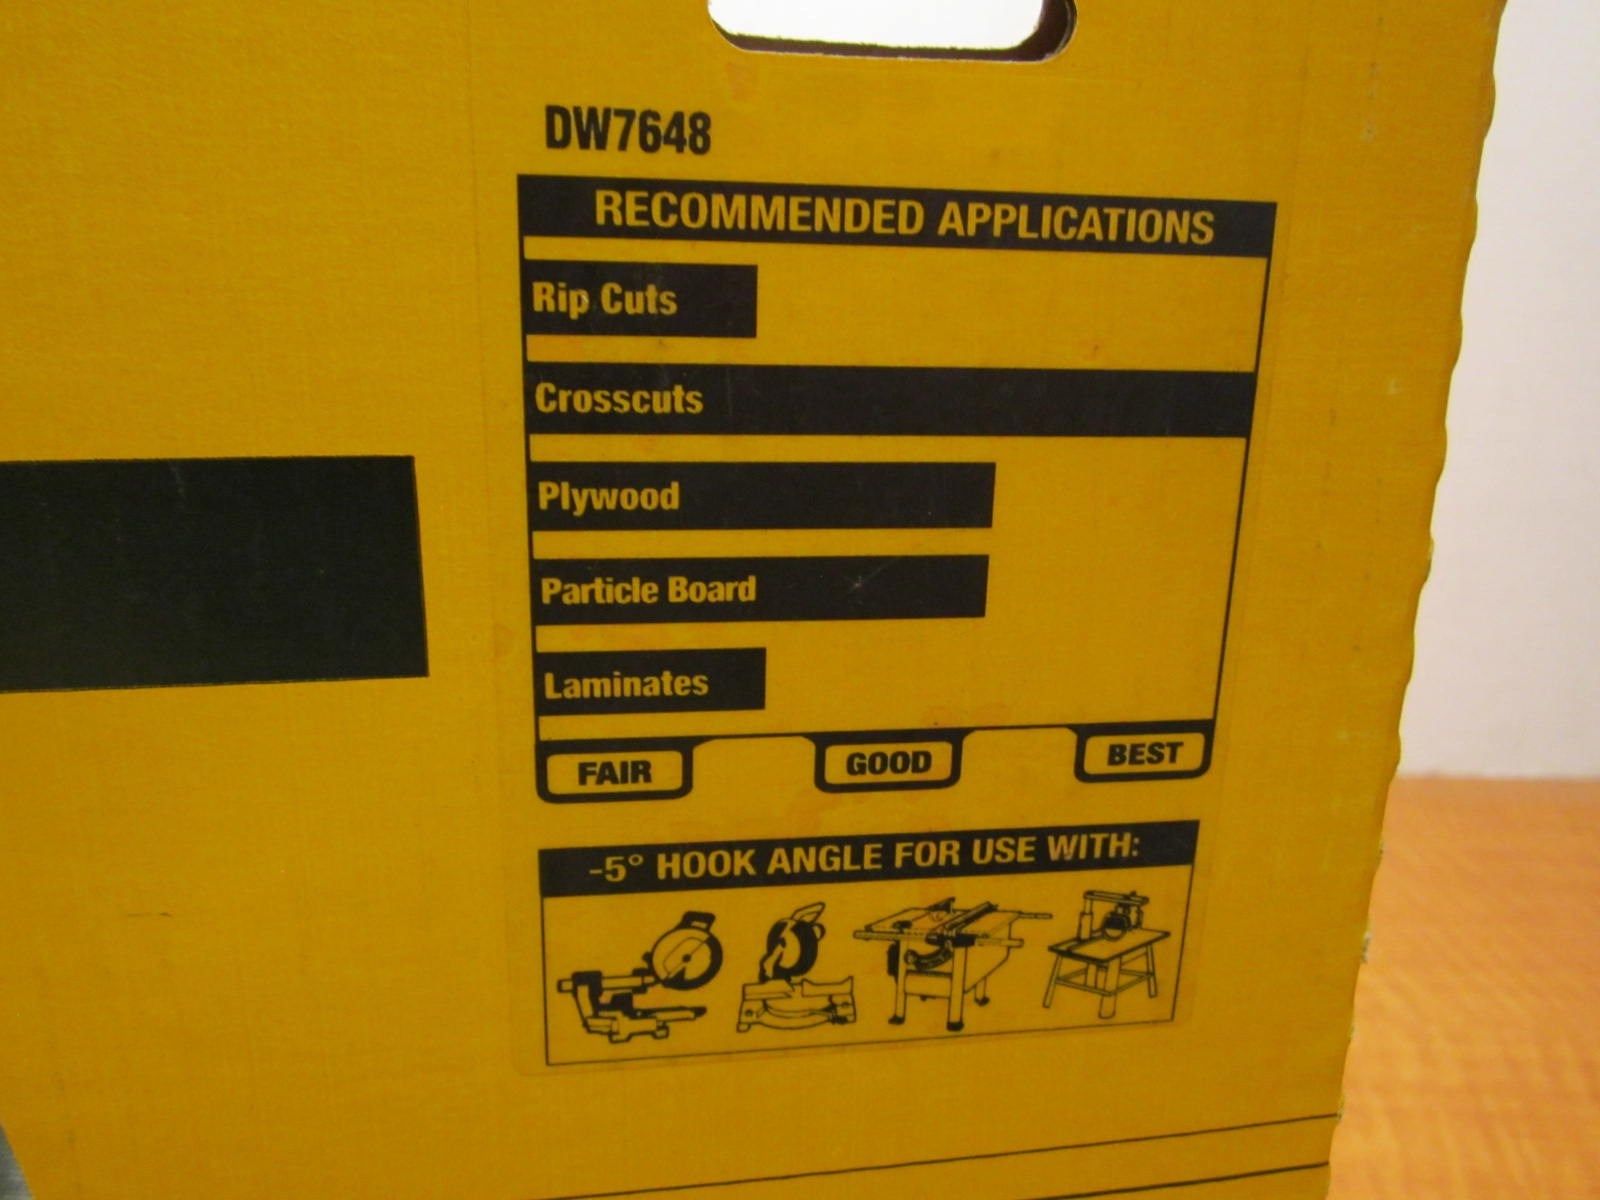 DW7648
RECOMMENDED APPLICATIONS
Rip Cuts
Crosscuts
Plywood
Particle Board
Laminates
FAIR GOOD BEST
-5° HOOK ANGLE FOR USE WITH: